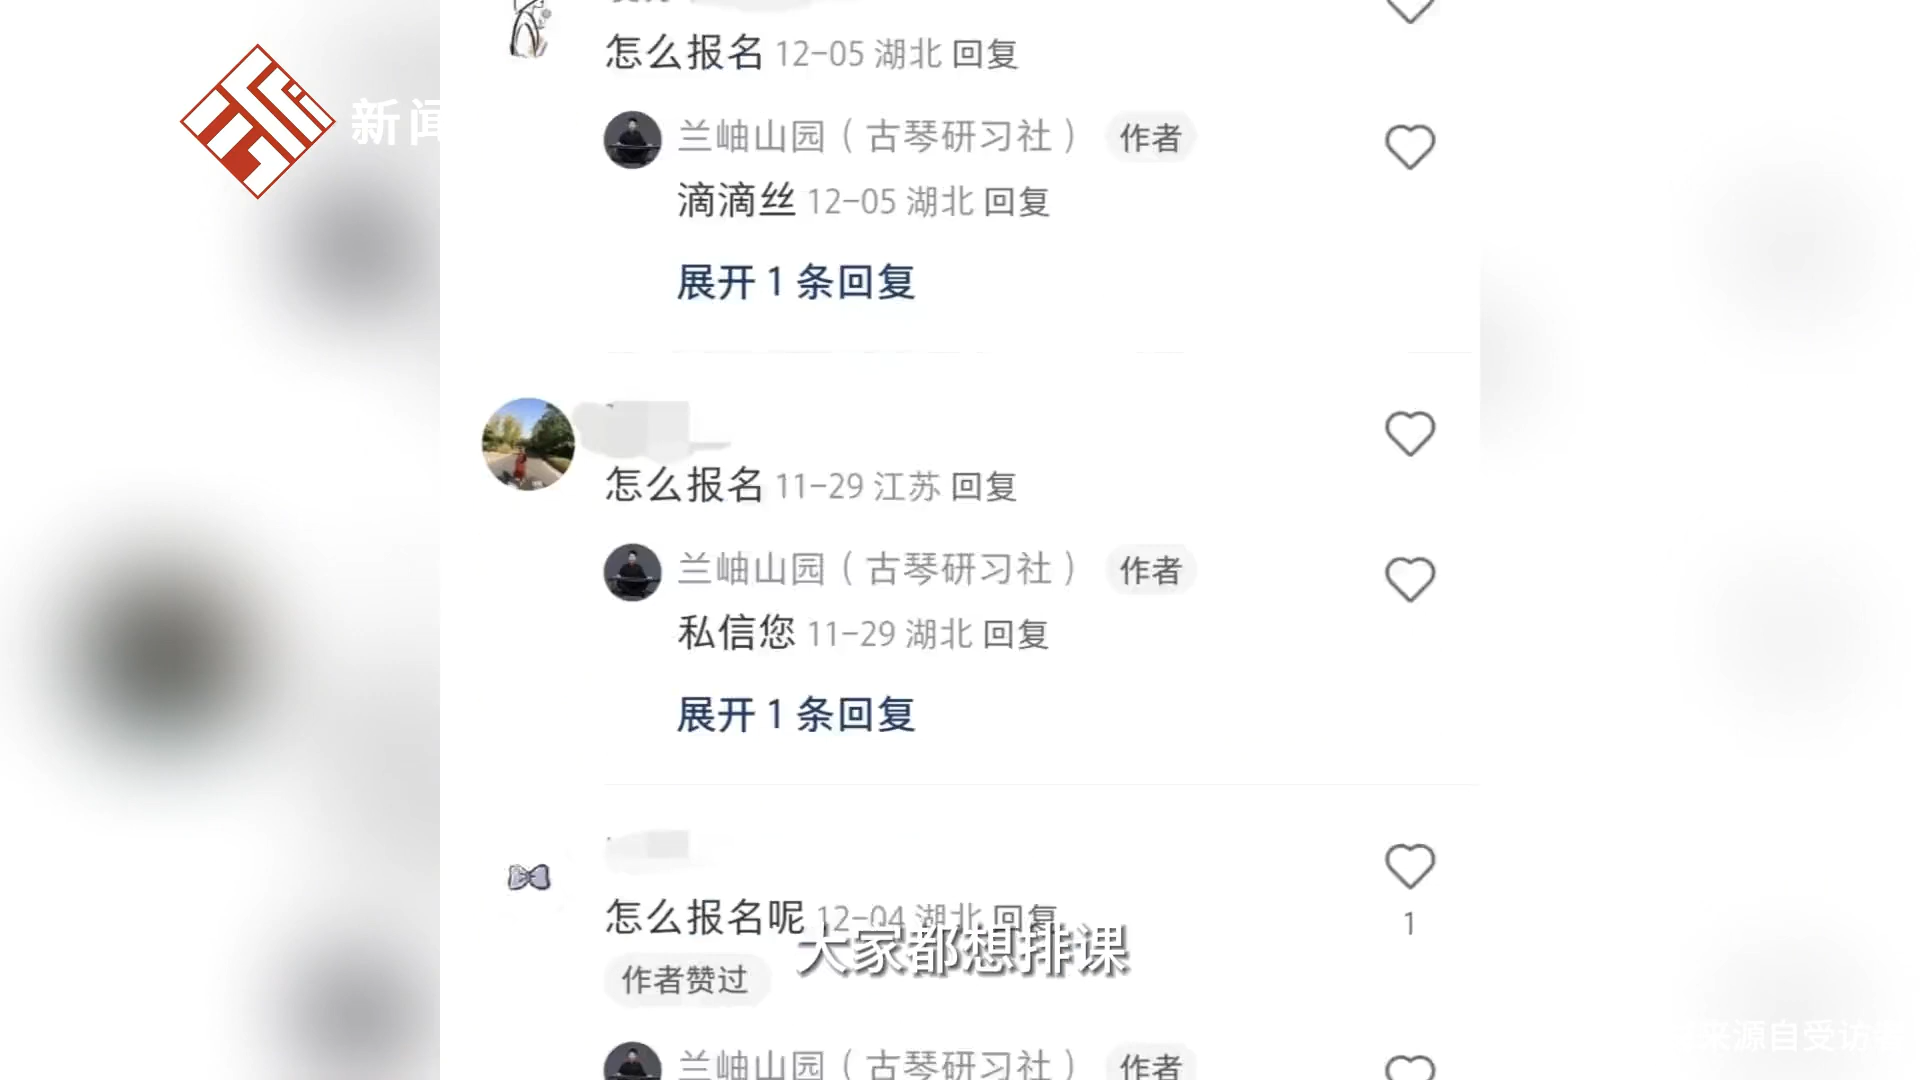 怎么报名 12-05 湖北 回复
新闻
兰岫山园（古琴研习社） 作者
滴滴丝 12-05 湖北 回复
展开 1 条回复
怎么报名 11-29 江苏 回复
兰岫山园（古琴研习社） 作者
私信您 11-29 湖北 回复
展开 1 条回复
怎么报名呢 12-04 湖北 回复
1
大家都想排课
作者赞过
来源自受访
兰岫山园（古琴研习社） 作者